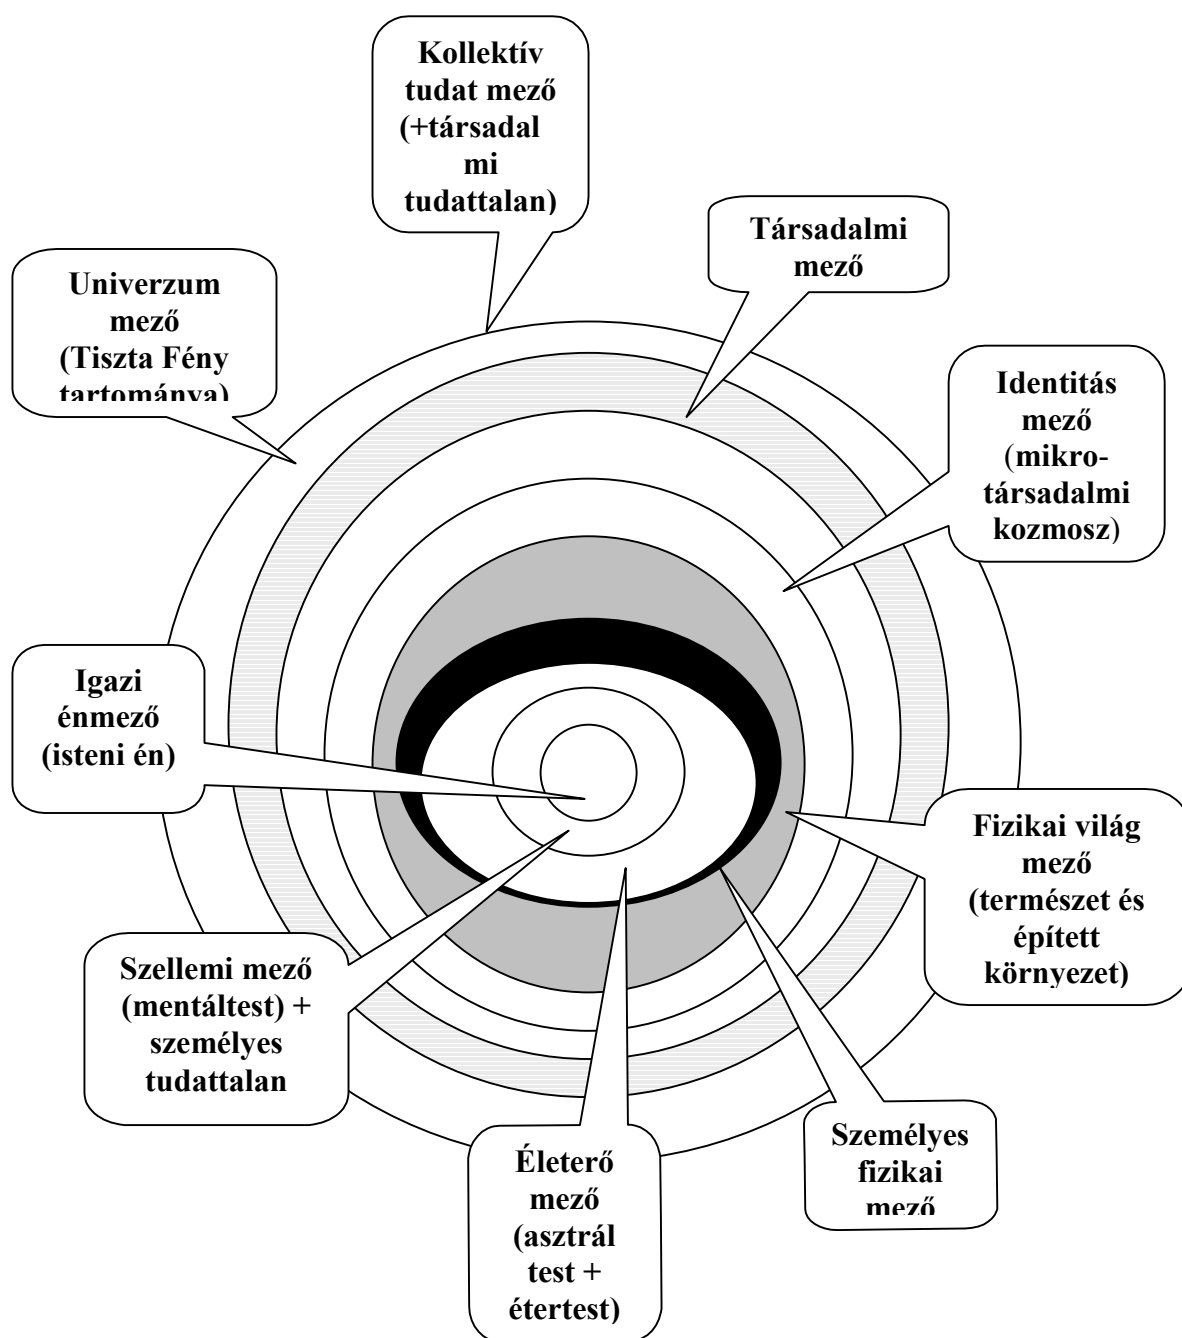 Kollektív
tudat mező
(+társadal
mi
tudattalan)
Társadalmi
mező
Univerzum
mező
(Tiszta Fény
tartománya)
Identitás
mező
(mikro-
társadalmi
kozmosz)
Igazi
énmező
(isteni én)
Fizikai világ
mező
(természet és
épített
környezet)
Szellemi mező
(mentáltest) +
személyes
tudattalan
Személyes
fizikai
mező
Életerő
mező
(asztrál
test +
étertest)